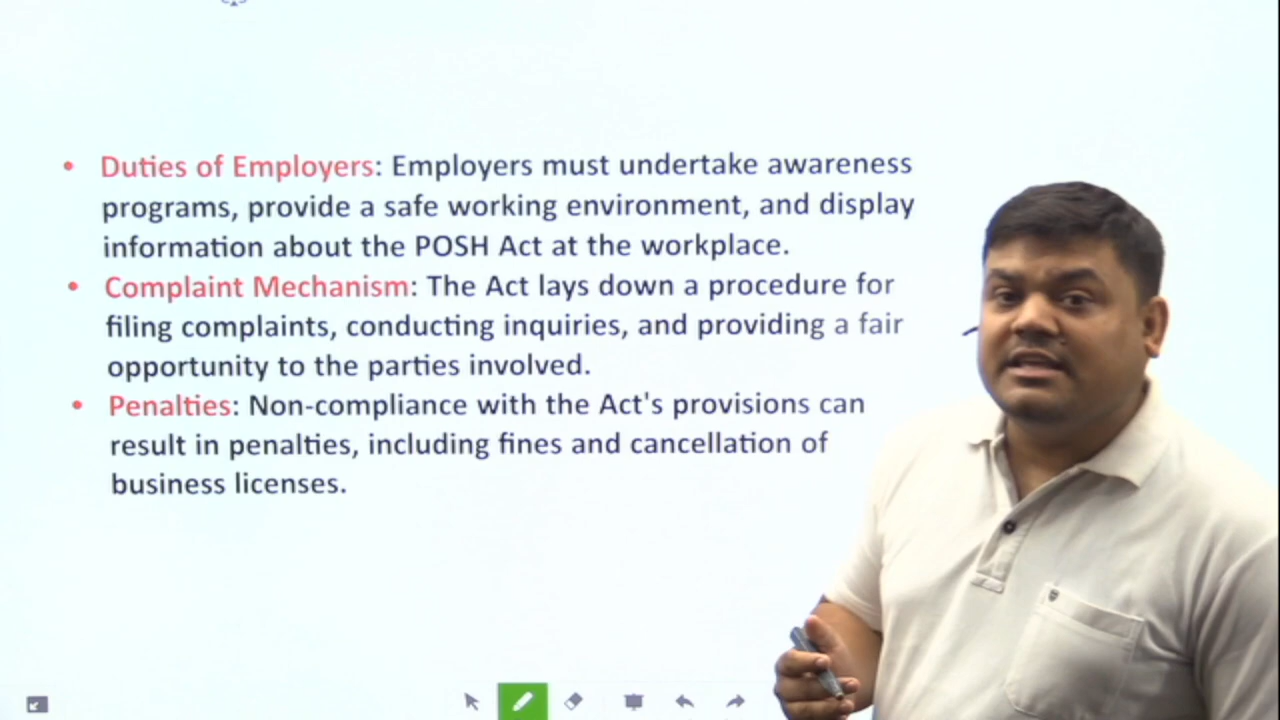 • Duties of Employers: Employers must undertake awareness
programs, provide a safe working environment, and display
information about the POSH Act at the workplace.
• Complaint Mechanism: The Act lays down a procedure for
filing complaints, conducting inquiries, and providing a fair
opportunity to the parties involved.
• Penalties: Non-compliance with the Act's provisions can
result in penalties, including fines and cancellation of
business licenses.